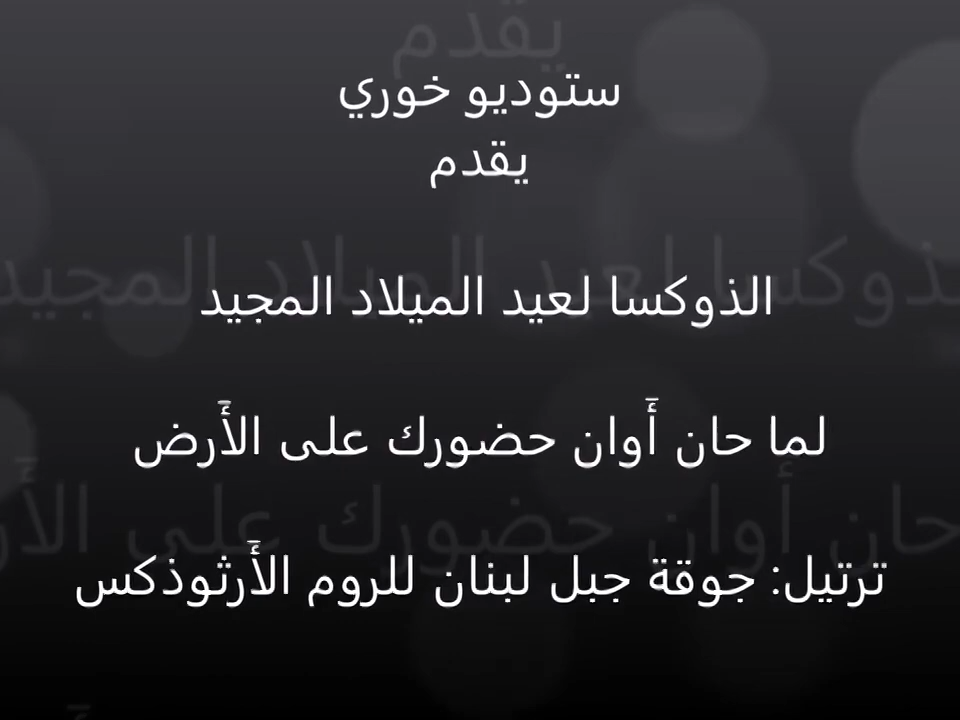 ستوديو خوري
يقدم
الذوكسا لعيد الميلاد المجيد
لما حان أَوان حضورك على الأَرض
ترتيل: جوقة جبل لبنان للروم الأَرثوذكس